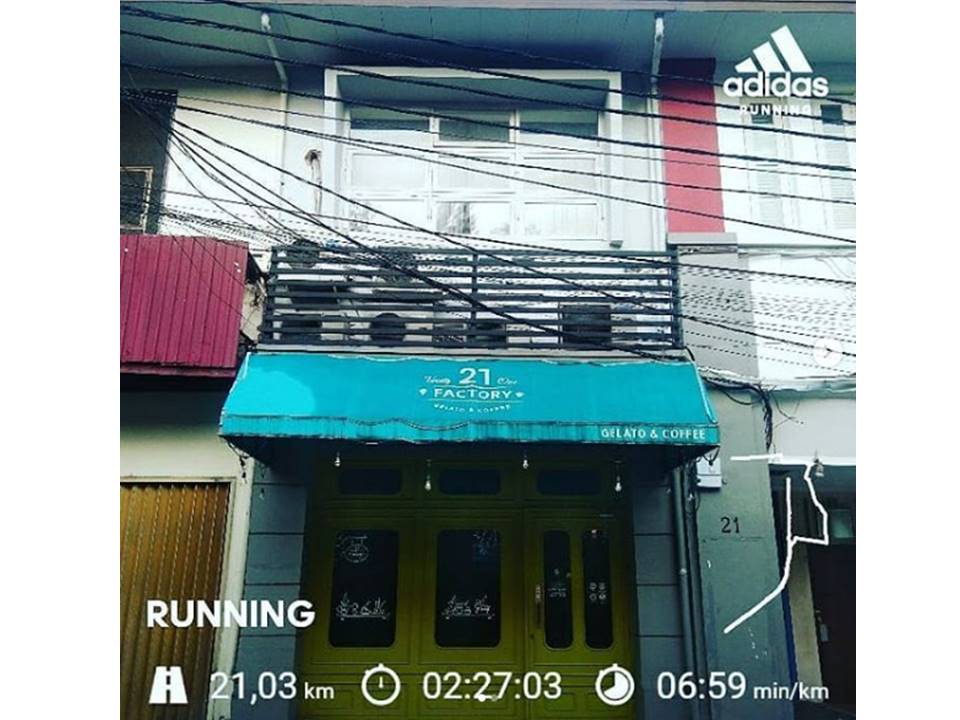 adidas
RUNNING
Twenty 21 One
FACTORY
GELATO & COFFEE
GELATO & COFFEE
21
RUNNING
21,03 km 02:27:03 06:59 min/km